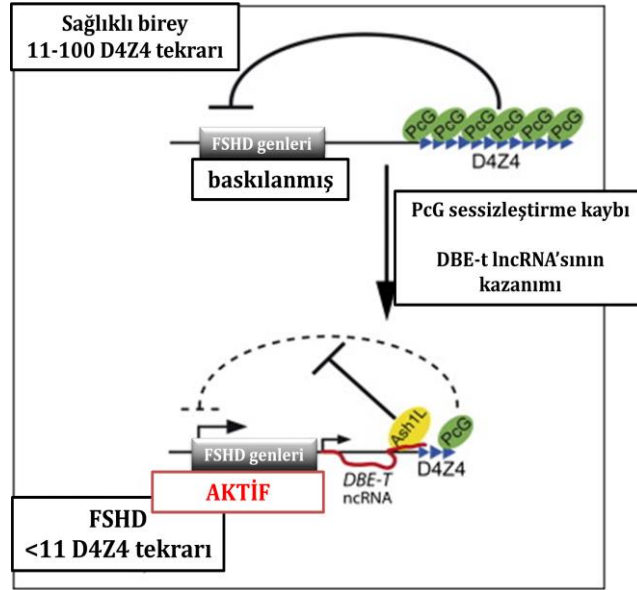 Sağlıklı birey
11-100 D4Z4 tekrarı
PcG PcG PcG PcG PcG PcG
FSHD genleri
D4Z4
baskılanmış
PcG sessizleştirme kaybı
DBE-t lncRNA’sının
kazanımı
Ash1L
PcG
FSHD genleri
D4Z4
AKTİF
DBE-T
ncRNA
FSHD
<11 D4Z4 tekrarı